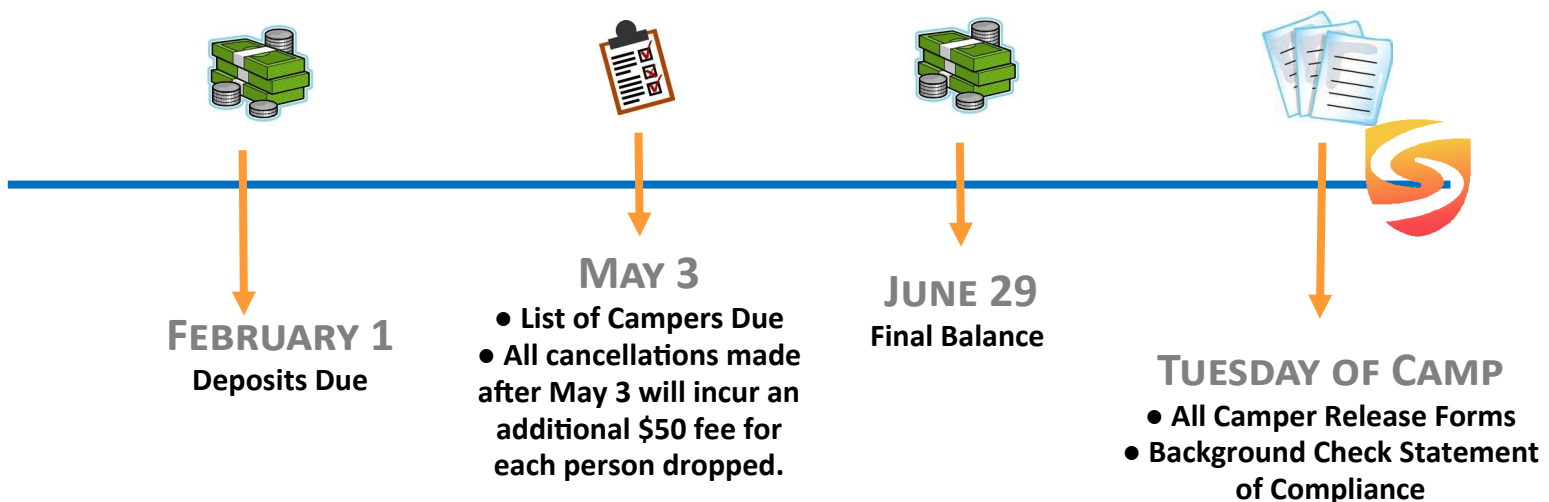 February 1
Deposits Due
May 3
● List of Campers Due
● All cancellations made
after May 3 will incur an
additional $50 fee for
each person dropped.
June 29
Final Balance
Tuesday of Camp
● All Camper Release Forms
● Background Check Statement
of Compliance